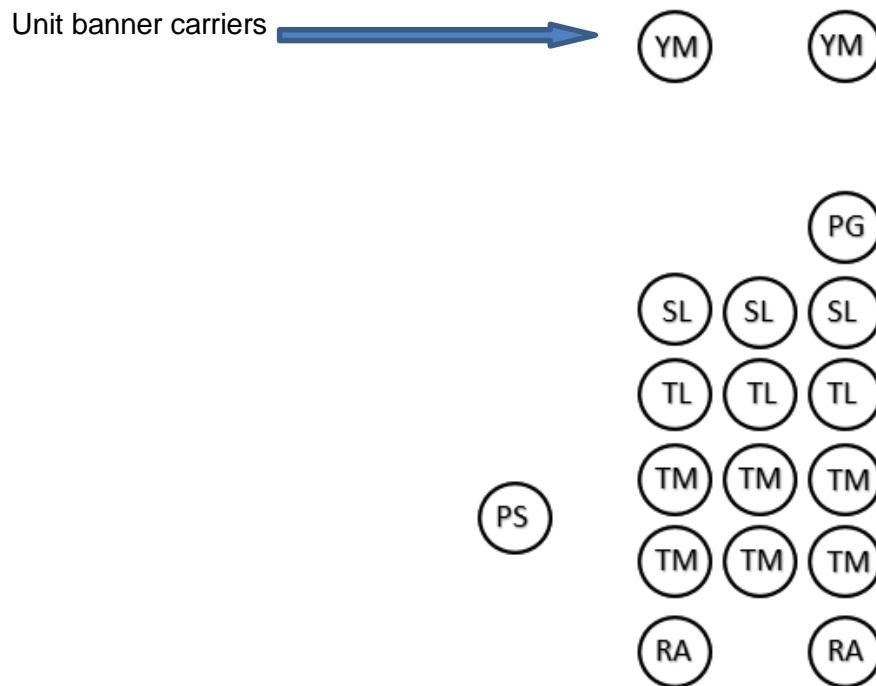 Unit banner carriers
YM YM
PG
SL SL SL
TL TL TL
TM TM TM
PS
TM TM TM
RA RA